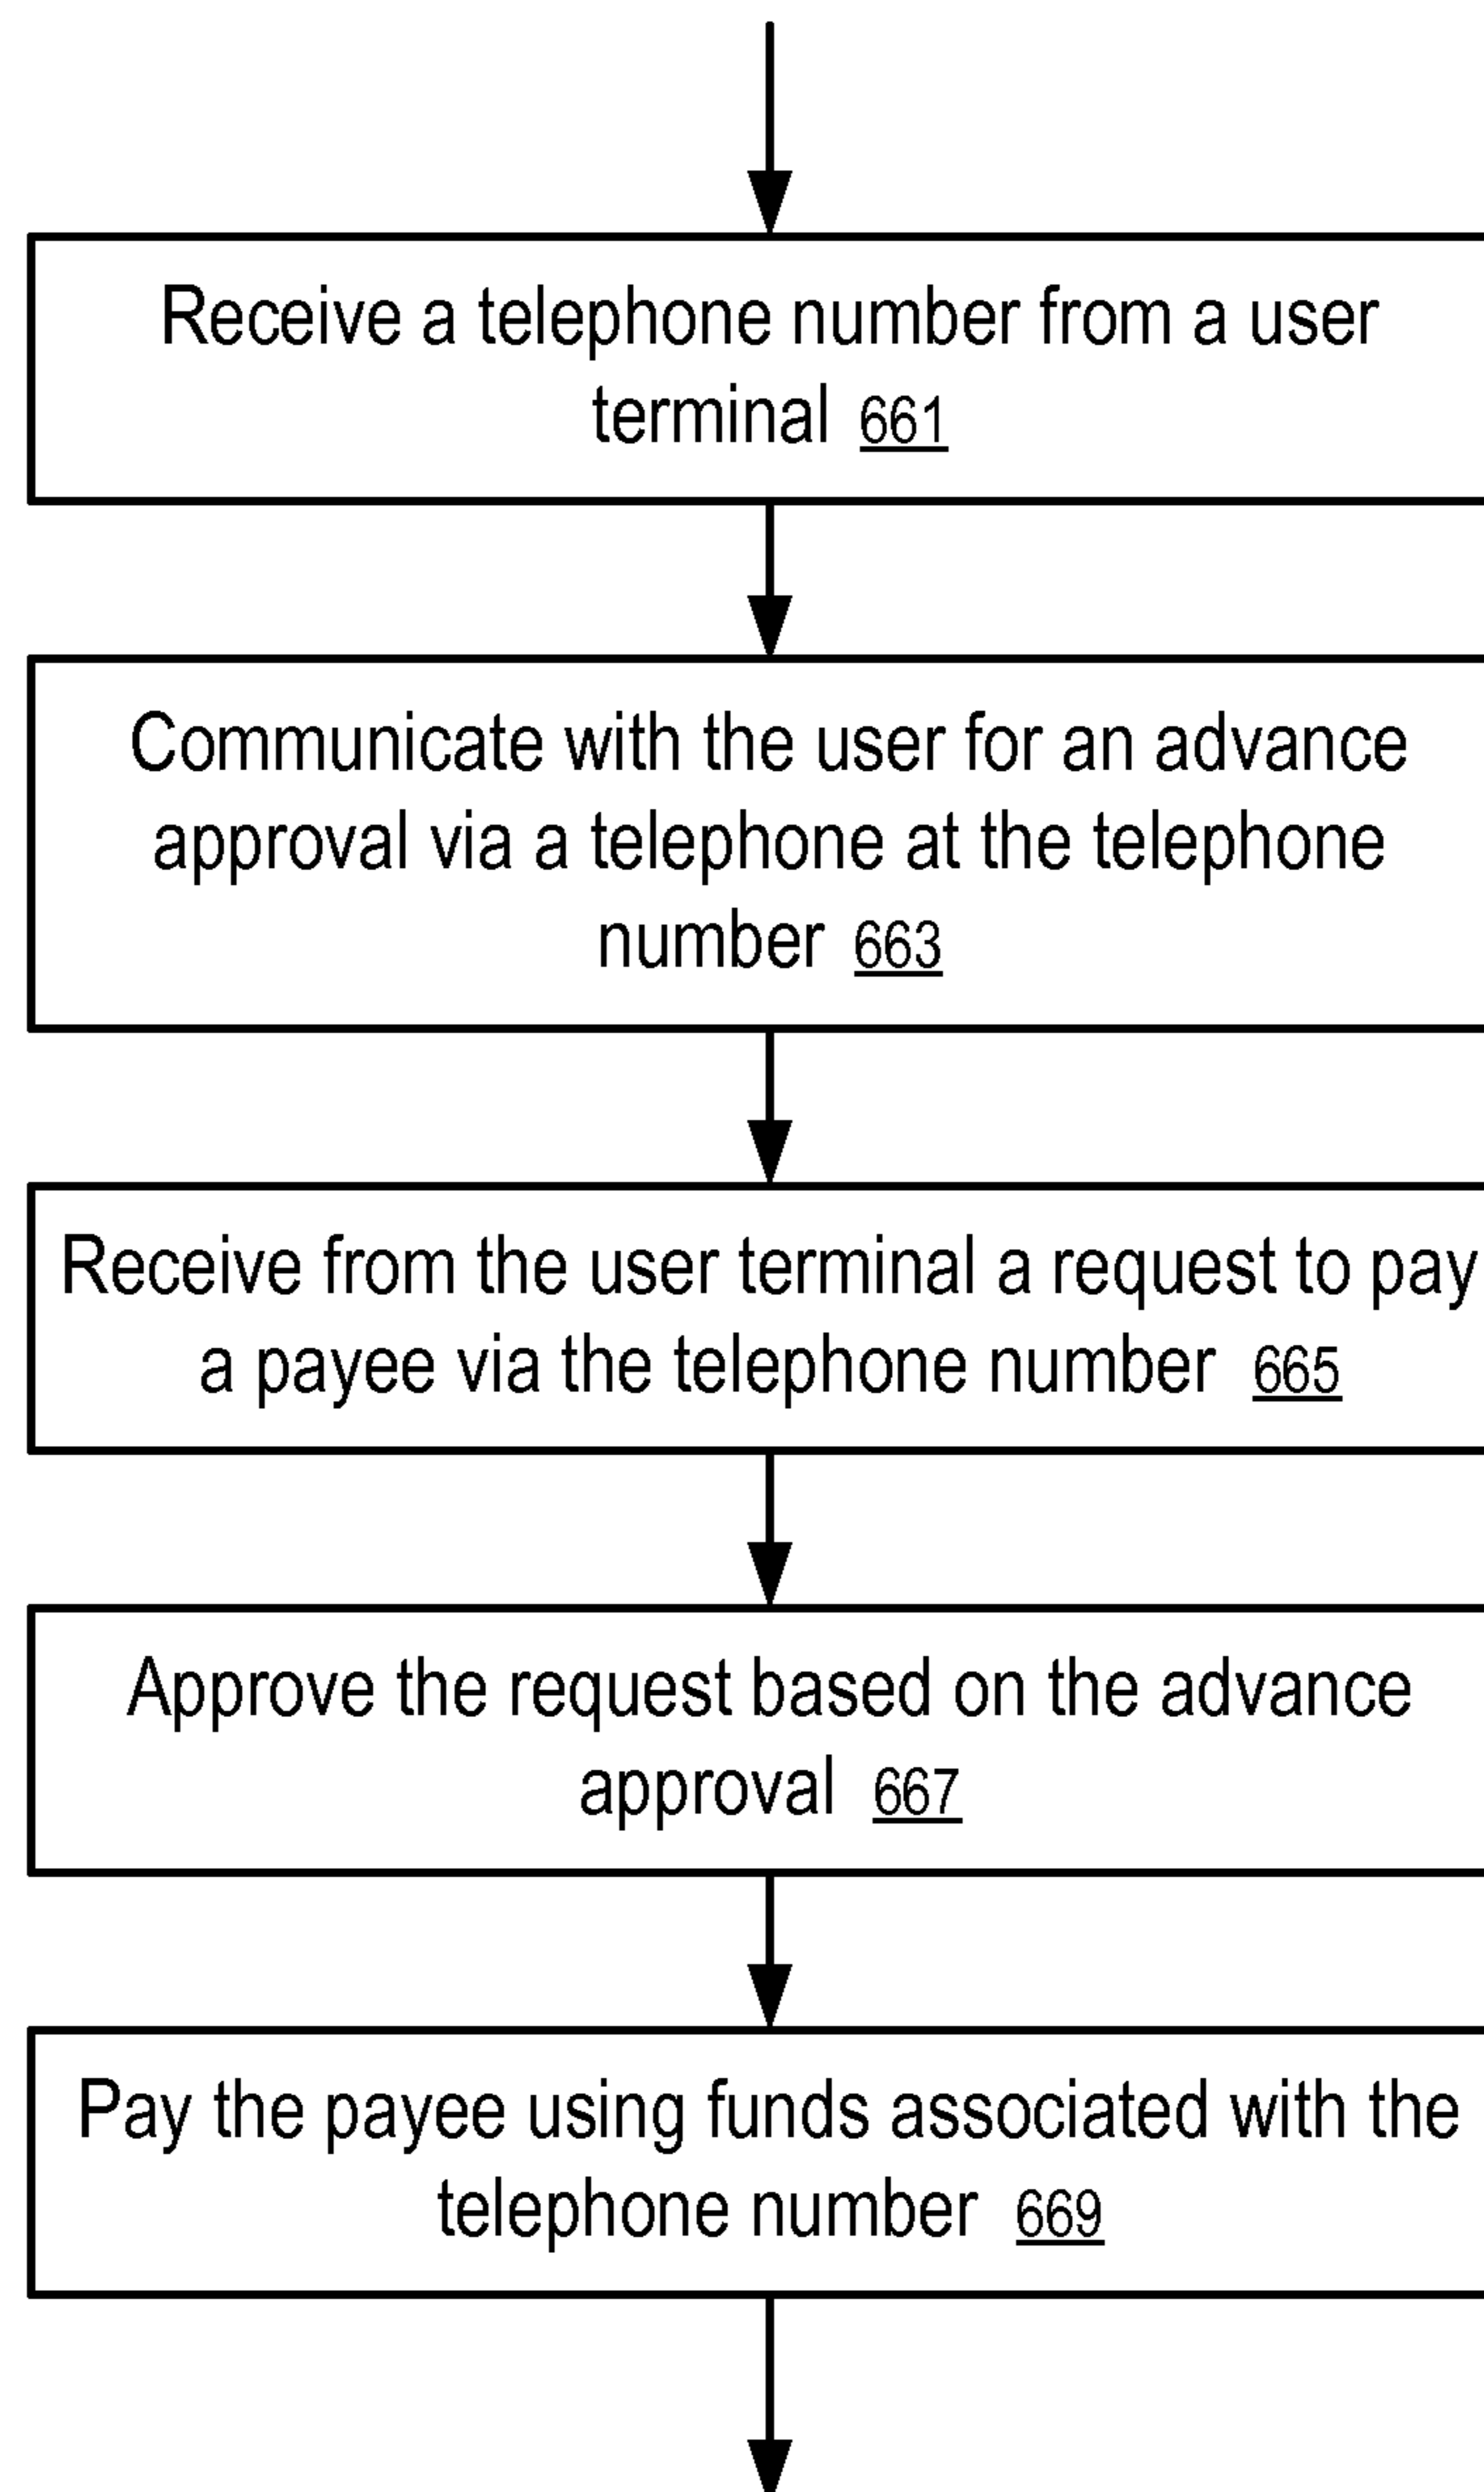 Receive a telephone number from a user
terminal 661
Communicate with the user for an advance
approval via a telephone at the telephone
number 663
Receive from the user terminal a request to pay
a payee via the telephone number 665
Approve the request based on the advance
approval 667
Pay the payee using funds associated with the
telephone number 669